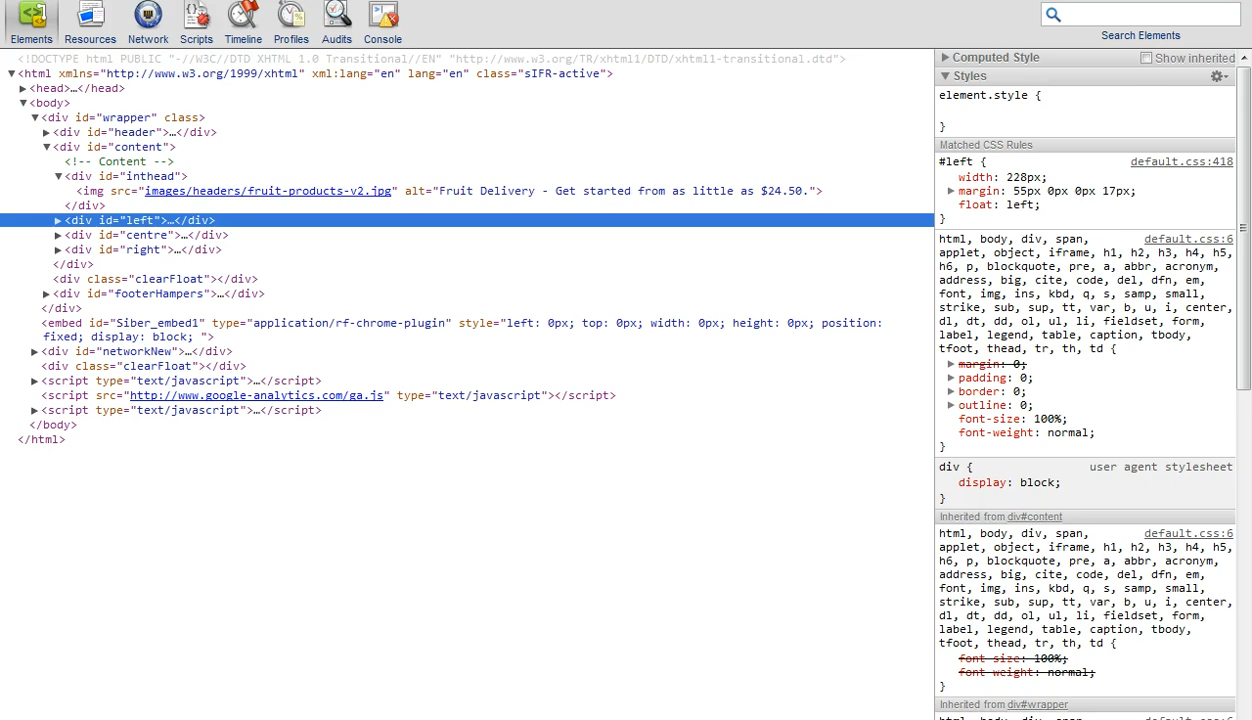 Elements Resources Network Scripts Timeline Profiles Audits Console
Search Elements
<!DOCTYPE html PUBLIC "-//W3C//DTD XHTML 1.0 Transitional//EN" "http://www.w3.org/TR/xhtml1/DTD/xhtml1-transitional.dtd">
▼<html xmlns="http://www.w3.org/1999/xhtml" xml:lang="en" lang="en" class="sIFR-active">
▶<head>…</head>
▼<body>
▼<div id="wrapper" class>
▶<div id="header">…</div>
▼<div id="content">
<!-- Content -->
▼<div id="inthead">
<img src="images/headers/fruit-products-v2.jpg" alt="Fruit Delivery - Get started from as little as $24.50.">
</div>
▶<div id="left">…</div>
▶<div id="centre">…</div>
▶<div id="right">…</div>
</div>
<div class="clearFloat"></div>
▶<div id="footerHampers">…</div>
</div>
<embed id="Siber_embed1" type="application/rf-chrome-plugin" style="left: 0px; top: 0px; width: 0px; height: 0px; position:
fixed; display: block; ">
▶<div id="networkNew">…</div>
<div class="clearFloat"></div>
▶<script type="text/javascript">…</script>
<script src="http://www.google-analytics.com/ga.js" type="text/javascript"></script>
▶<script type="text/javascript">…</script>
</body>
</html>
▶ Computed Style Show inherited
▼ Styles
element.style {
}
Matched CSS Rules
#left { default.css:418
width: 228px;
▶ margin: 55px 0px 0px 17px;
float: left;
}
html, body, div, span, default.css:6
applet, object, iframe, h1, h2, h3, h4, h5,
h6, p, blockquote, pre, a, abbr, acronym,
address, big, cite, code, del, dfn, em,
font, img, ins, kbd, q, s, samp, small,
strike, sub, sup, tt, var, b, u, i, center,
dl, dt, dd, ol, ul, li, fieldset, form,
label, legend, table, caption, tbody,
tfoot, thead, tr, th, td {
▶ margin: 0;
▶ padding: 0;
▶ border: 0;
▶ outline: 0;
font-size: 100%;
font-weight: normal;
}
div { user agent stylesheet
display: block;
}
Inherited from div#content
html, body, div, span, default.css:6
applet, object, iframe, h1, h2, h3, h4, h5,
h6, p, blockquote, pre, a, abbr, acronym,
address, big, cite, code, del, dfn, em,
font, img, ins, kbd, q, s, samp, small,
strike, sub, sup, tt, var, b, u, i, center,
dl, dt, dd, ol, ul, li, fieldset, form,
label, legend, table, caption, tbody,
tfoot, thead, tr, th, td {
font-size: 100%;
font-weight: normal;
}
Inherited from div#wrapper